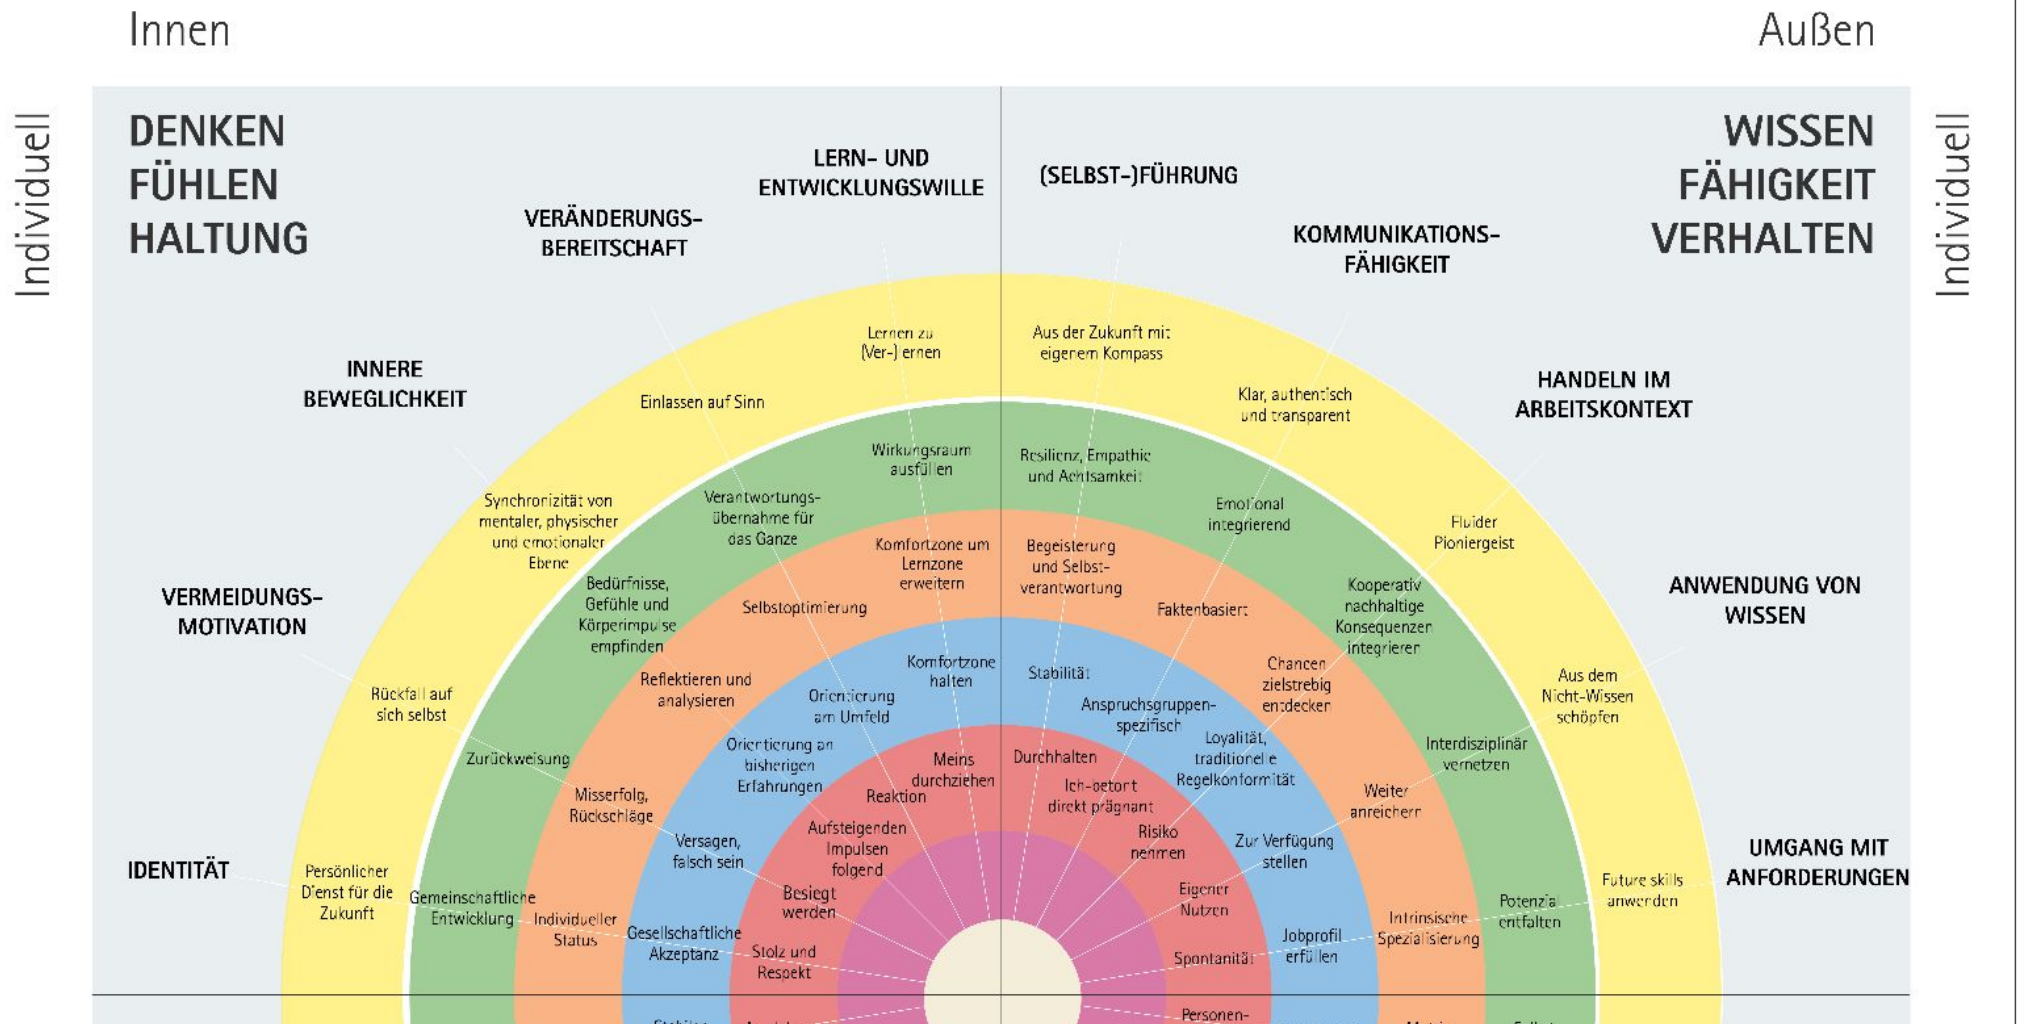 Innen
Außen
Individuell
Individuell
DENKEN
FÜHLEN
HALTUNG
WISSEN
FÄHIGKEIT
VERHALTEN
LERN- UND
ENTWICKLUNGSWILLE
(SELBST-)FÜHRUNG
VERÄNDERUNGS-
BEREITSCHAFT
KOMMUNIKATIONS-
FÄHIGKEIT
INNERE
BEWEGLICHKEIT
HANDELN IM
ARBEITSKONTEXT
VERMEIDUNGS-
MOTIVATION
ANWENDUNG VON
WISSEN
IDENTITÄT
UMGANG MIT
ANFORDERUNGEN
Lernen zu
(Ver-)lernen
Aus der Zukunft mit
eigenem Kompass
Einlassen auf Sinn
Klar, authentisch
und transparent
Synchronizität von
mentaler, physischer
und emotionaler
Ebene
Fluider
Pioniergeist
Rückfall auf
sich selbst
Aus dem
Nicht-Wissen
schöpfen
Persönlicher
Dienst für die
Zukunft
Future skills
anwenden
Wirkungsraum
ausfüllen
Resilienz, Empathie
und Achtsamkeit
Verantwortungs-
übernahme für
das Ganze
Emotional
integrierend
Bedürfnisse,
Gefühle und
Körperimpulse
empfinden
Kooperativ
nachhaltige
Konsequenzen
integrieren
Zurückweisung
Interdisziplinär
vernetzen
Gemeinschaftliche
Entwicklung
Potenzial
entfalten
Komfortzone um
Lernzone
erweitern
Begeisterung
und Selbst-
verantwortung
Selbstoptimierung
Faktenbasiert
Reflektieren und
analysieren
Chancen
zielstrebig
entdecken
Misserfolg,
Rückschläge
Weiter
anreichern
Individueller
Status
Intrinsische
Spezialisierung
Komfortzone
halten
Stabilität
Orientierung
am Umfeld
Anspruchsgruppen-
spezifisch
Orientierung an
bisherigen
Erfahrungen
Loyalität,
traditionelle
Regelkonformität
Versagen,
falsch sein
Zur Verfügung
stellen
Gesellschaftliche
Akzeptanz
Jobprofil
erfüllen
Meins
durchziehen
Durchhalten
Reaktion
Ich-betont
direkt prägnant
Aufsteigenden
Impulsen
folgend
Risiko
nehmen
Besiegt
werden
Eigener
Nutzen
Stolz und
Respekt
Spontanität
Personen-